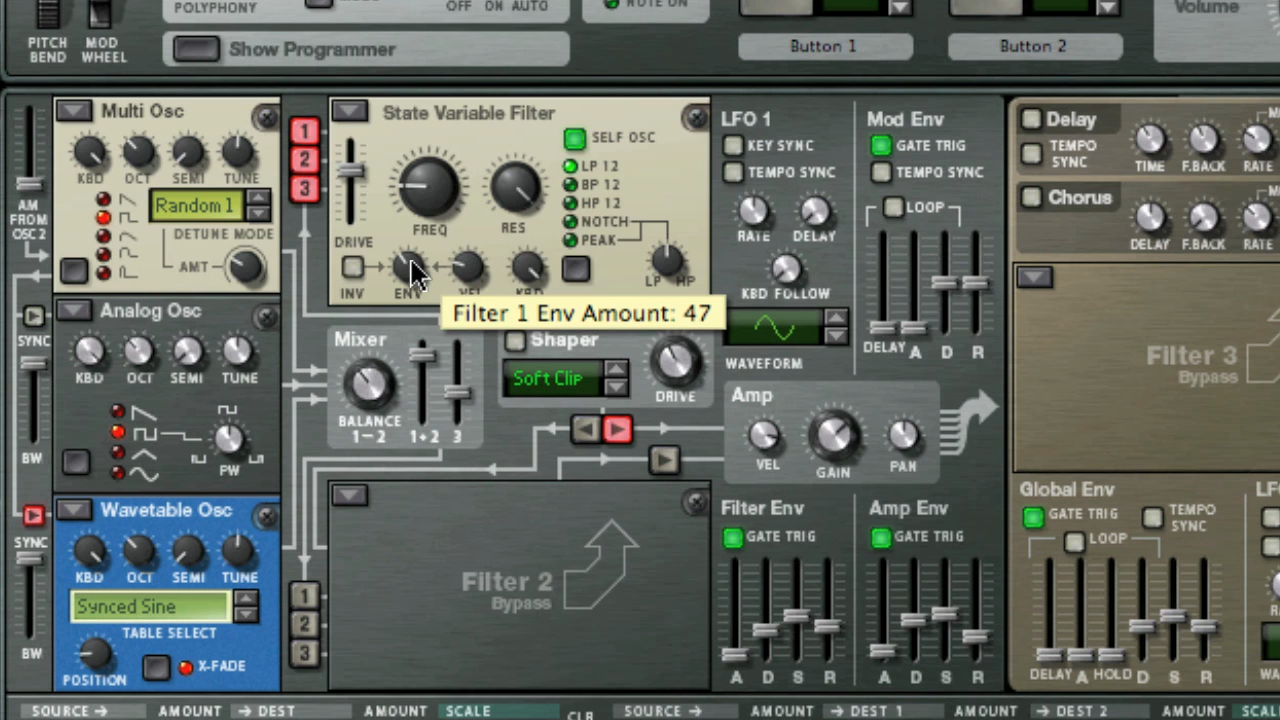 POLYPHONY
OFF ON AUTO
NOTE ON
Volume
PITCH BEND
MOD WHEEL
Show Programmer
Button 1
Button 2
Multi Osc
KBD OCT SEMI TUNE
Random 1
DETUNE MODE
AMT
AM FROM OSC 2
SYNC
BW
SYNC
BW
Analog Osc
KBD OCT SEMI TUNE
PW
Wavetable Osc
KBD OCT SEMI TUNE
Synced Sine
TABLE SELECT
POSITION
X-FADE
1
2
3
1
2
3
State Variable Filter
SELF OSC
LP 12
BP 12
HP 12
NOTCH
PEAK
DRIVE
FREQ
RES
INV
ENV
VEL
KBD
LP HP
Filter 1 Env Amount: 47
Mixer
BALANCE
1-2
1+2
3
Shaper
Soft Clip
DRIVE
Filter 2
Bypass
LFO 1
KEY SYNC
TEMPO SYNC
RATE
DELAY
KBD FOLLOW
WAVEFORM
Mod Env
GATE TRIG
TEMPO SYNC
LOOP
DELAY A D R
Amp
VEL
GAIN
PAN
Filter Env
GATE TRIG
A D S R
Amp Env
GATE TRIG
A D S R
Delay
TEMPO
SYNC
TIME F.BACK RATE
Chorus
DELAY F.BACK RATE
Filter 3
Bypass
Global Env
GATE TRIG
TEMPO
SYNC
LOOP
DELAY A HOLD D S R
SOURCE → AMOUNT → DEST AMOUNT SCALE CLR SOURCE → AMOUNT → DEST 1 AMOUNT → DEST 2 AMOUNT